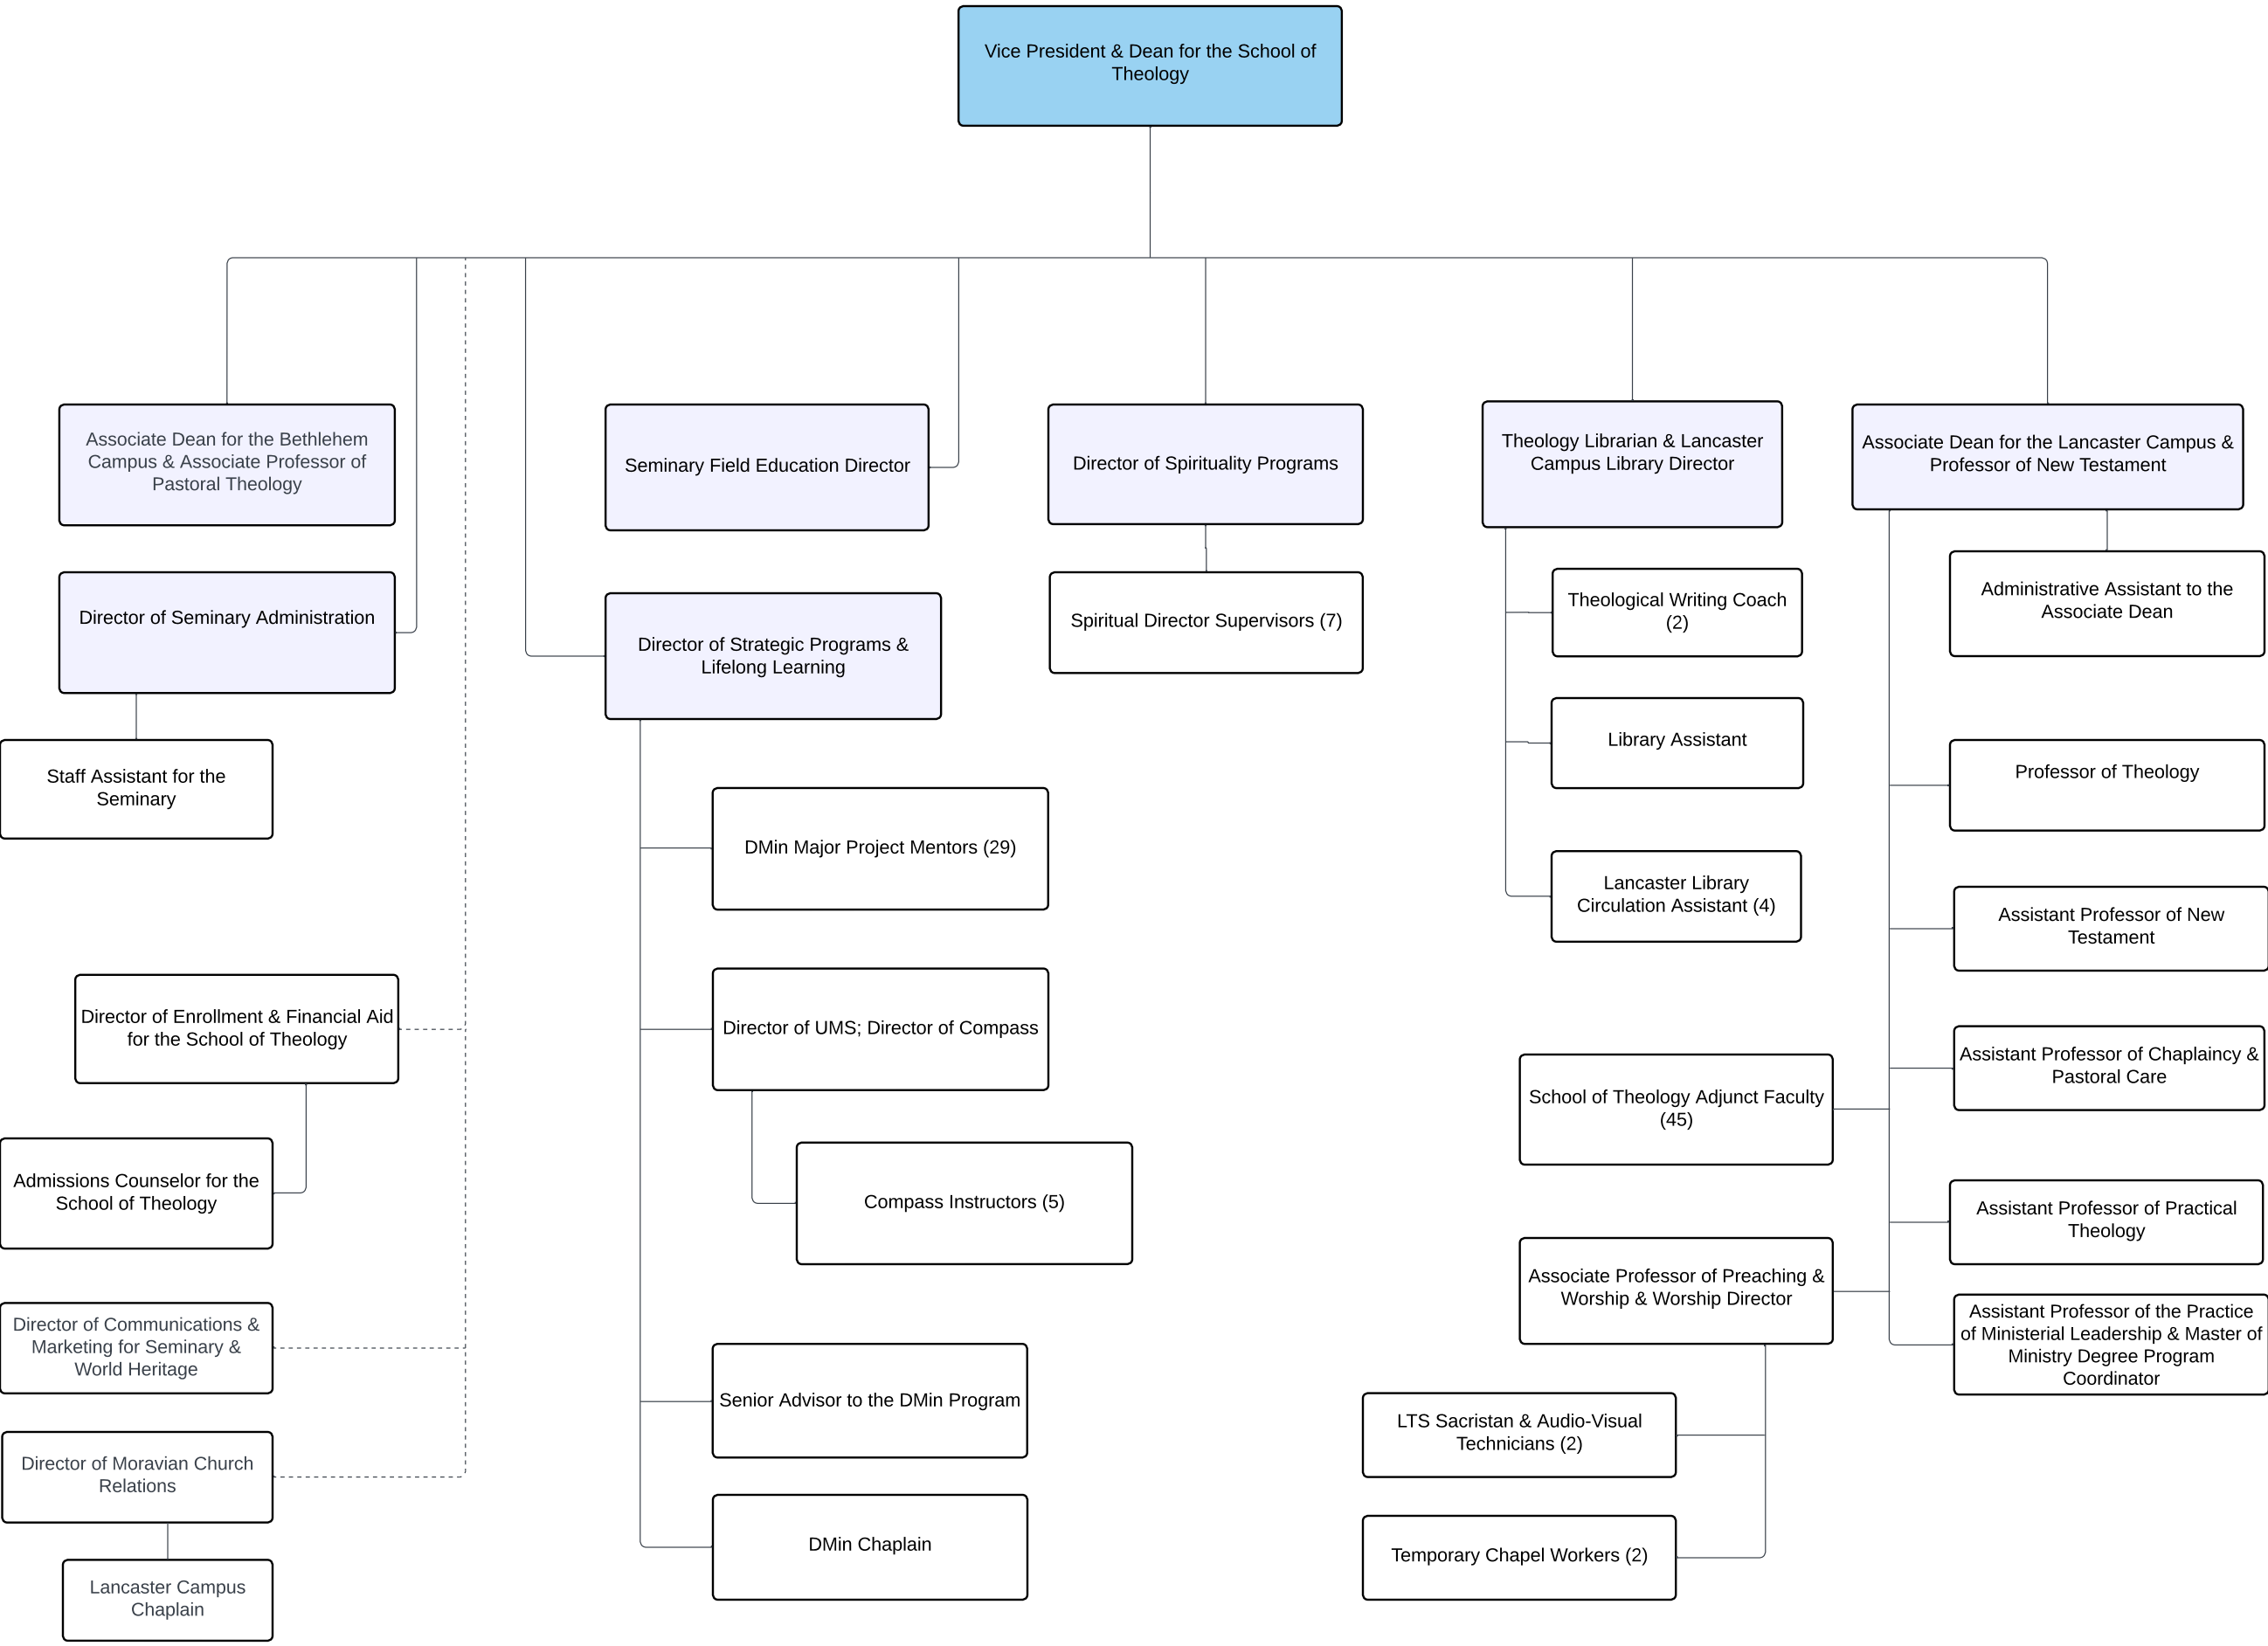 Vice President & Dean for the School of
Theology
Associate Dean for the Bethlehem
Campus & Associate Professor of
Pastoral Theology
Seminary Field Education Director
Director of Spirituality Programs
Theology Librarian & Lancaster
Campus Library Director
Associate Dean for the Lancaster Campus &
Professor of New Testament
Director of Seminary Administration
Staff Assistant for the
Seminary
Director of Strategic Programs &
Lifelong Learning
Spiritual Director Supervisors (7)
Theological Writing Coach
(2)
Library Assistant
Lancaster Library
Circulation Assistant (4)
Administrative Assistant to the
Associate Dean
Professor of Theology
Assistant Professor of New
Testament
Assistant Professor of Chaplaincy &
Pastoral Care
Assistant Professor of Practical
Theology
Assistant Professor of the Practice
of Ministerial Leadership & Master of
Ministry Degree Program
Coordinator
DMin Major Project Mentors (29)
Director of UMS; Director of Compass
Compass Instructors (5)
Senior Advisor to the DMin Program
DMin Chaplain
School of Theology Adjunct Faculty
(45)
Associate Professor of Preaching &
Worship & Worship Director
LTS Sacristan & Audio-Visual
Technicians (2)
Temporary Chapel Workers (2)
Director of Enrollment & Financial Aid
for the School of Theology
Admissions Counselor for the
School of Theology
Director of Communications &
Marketing for Seminary &
World Heritage
Director of Moravian Church
Relations
Lancaster Campus
Chaplain